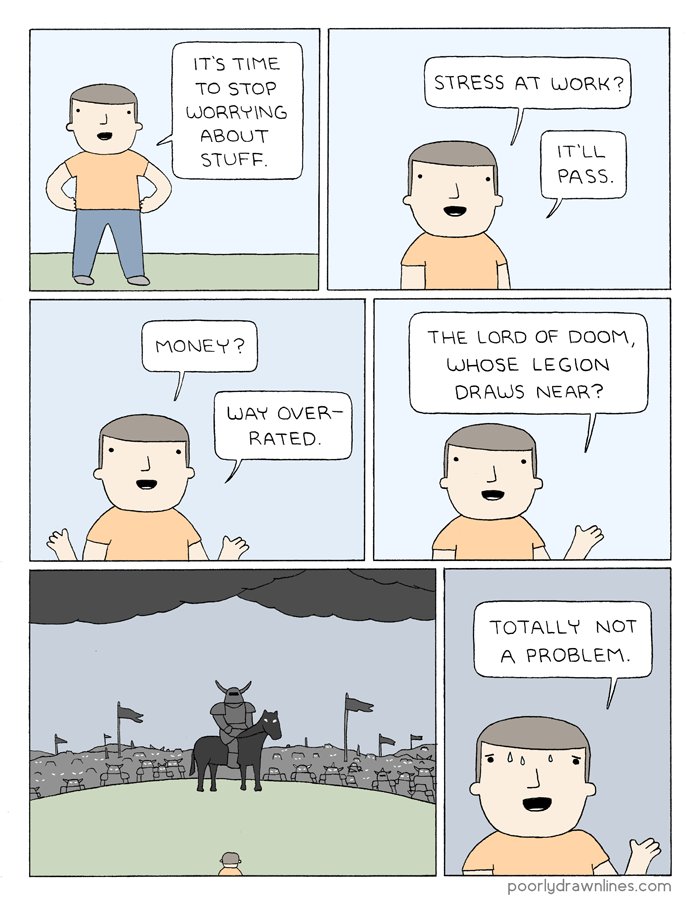 IT'S TIME
TO STOP
WORRYING
ABOUT
STUFF.
STRESS AT WORK?
IT'LL
PASS.
MONEY?
WAY OVER-
RATED.
THE LORD OF DOOM,
WHOSE LEGION
DRAWS NEAR?
TOTALLY NOT
A PROBLEM.
poorlydrawnlines.com